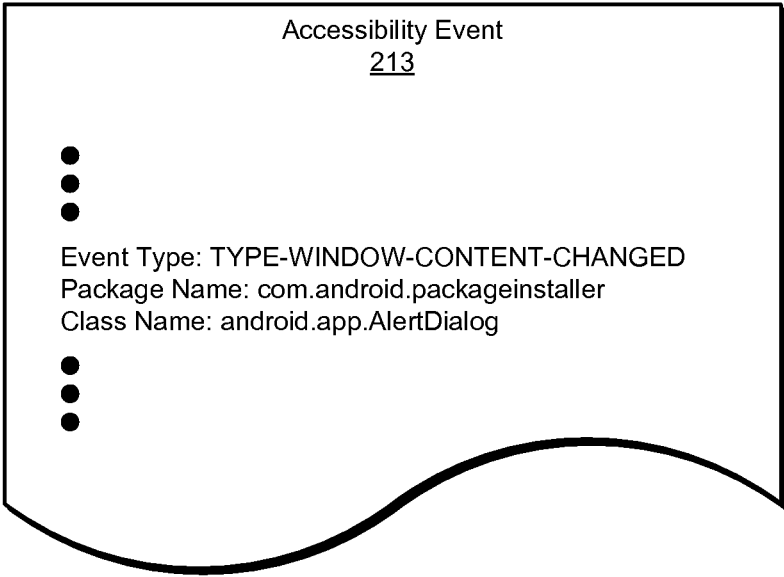 Accessibility Event
213
Event Type: TYPE-WINDOW-CONTENT-CHANGED
Package Name: com.android.packageinstaller
Class Name: android.app.AlertDialog